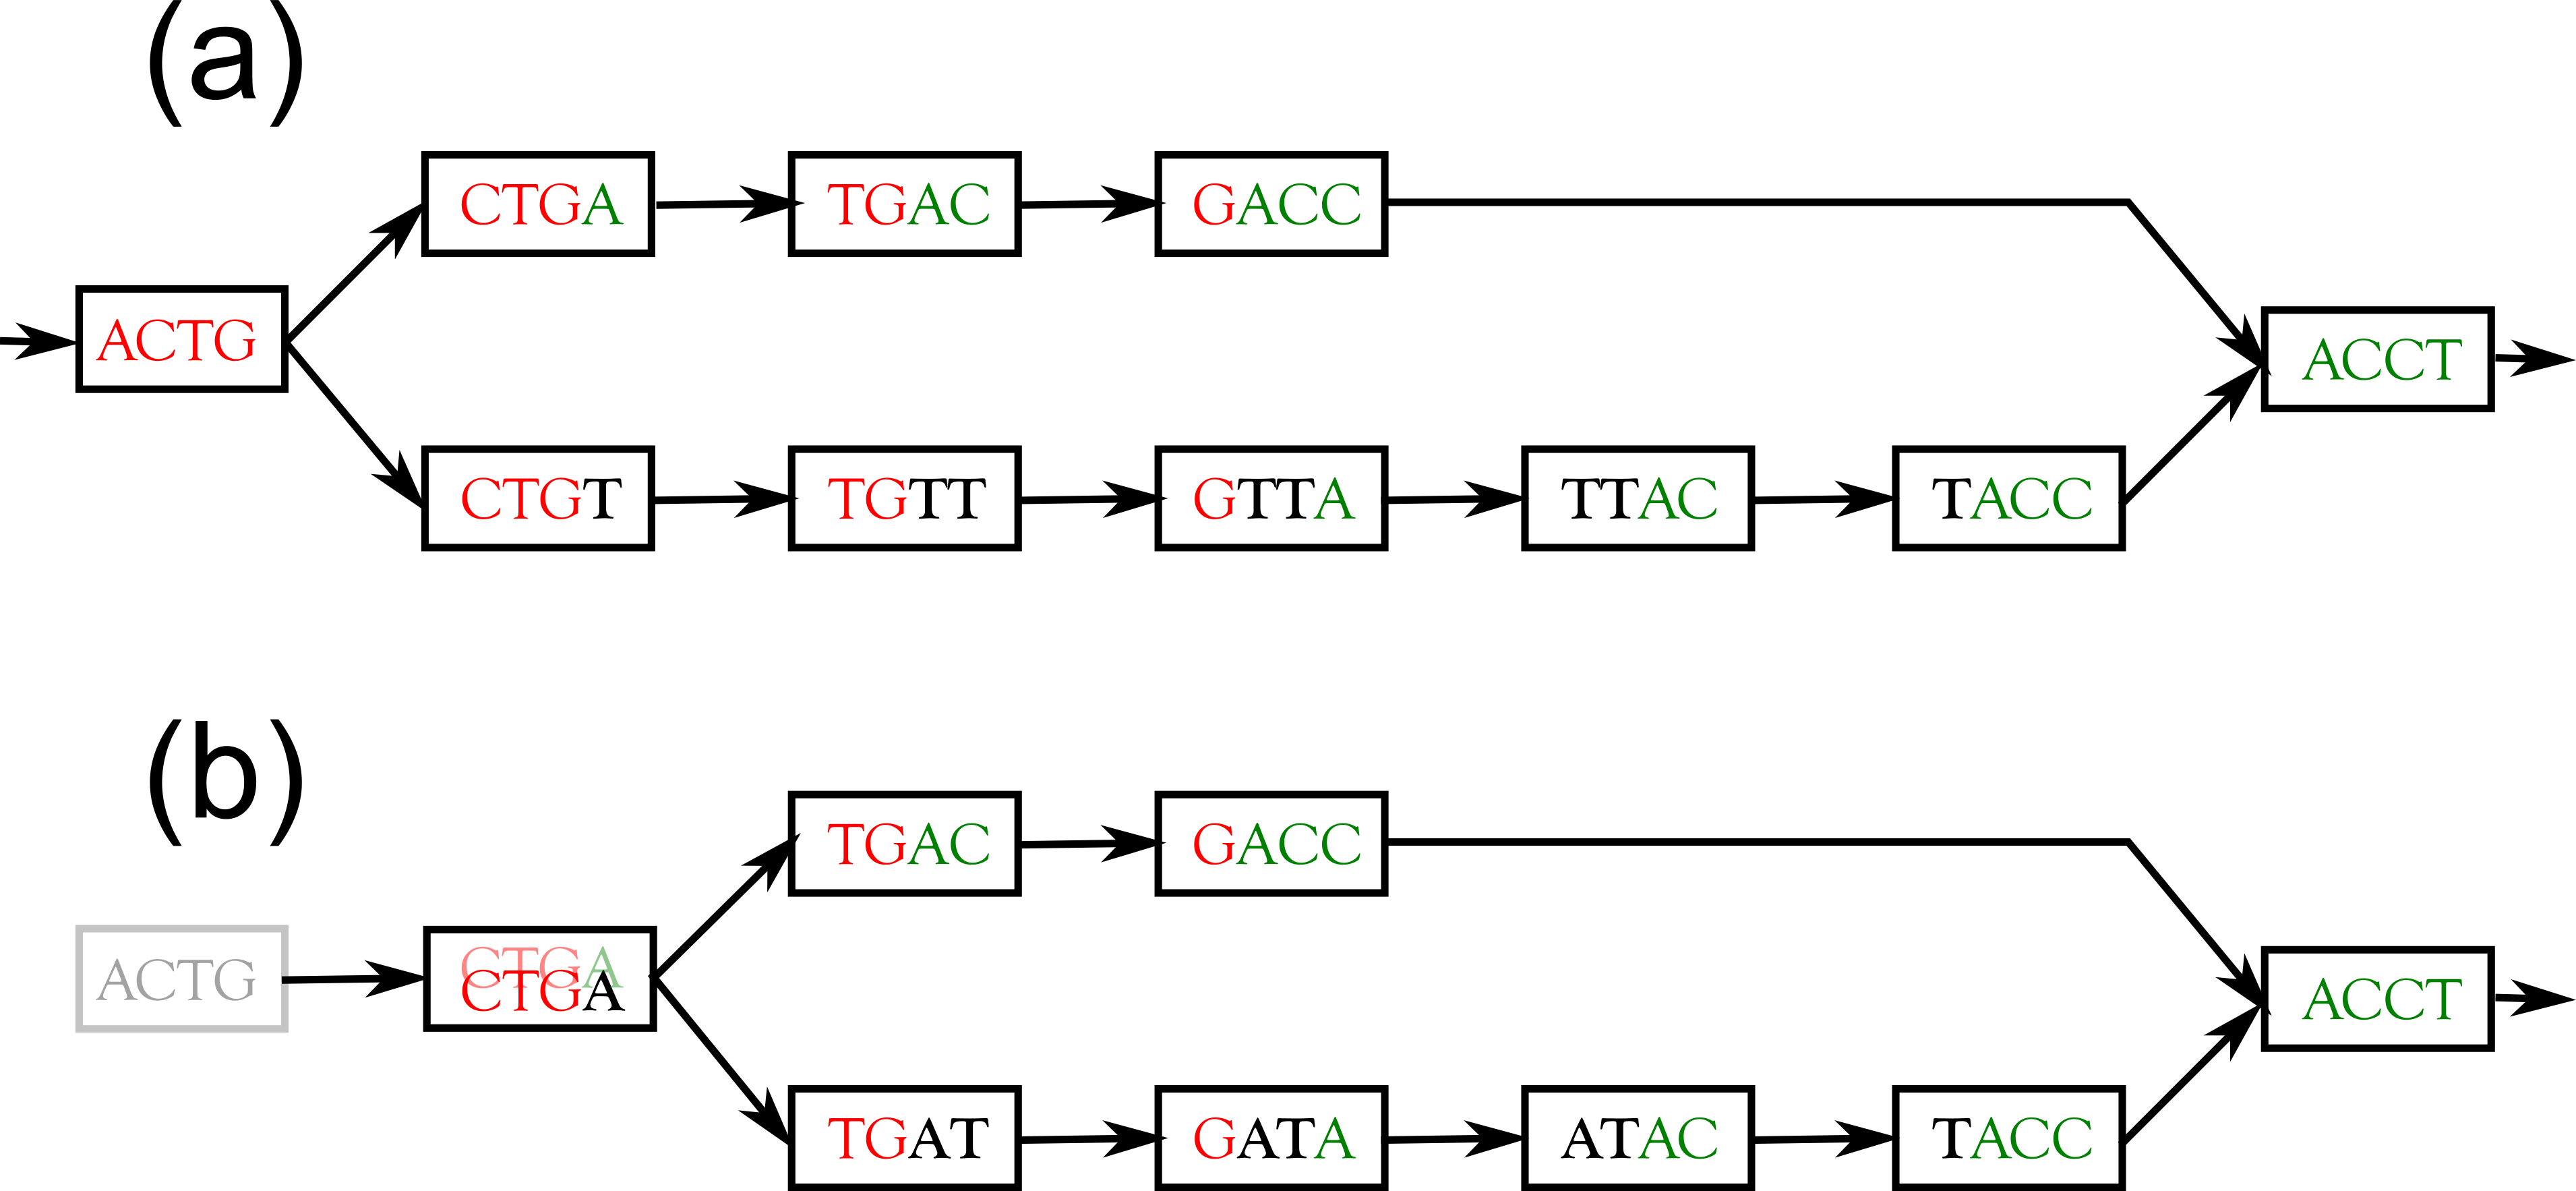 (a)
CTGA TGAC GACC
ACTG
ACCT
CTGT TGTT GTTA TTAC TACC
(b)
TGAC GACC
CTGA
ACTG
CTGA
ACCT
TGAT GATA ATAC TACC